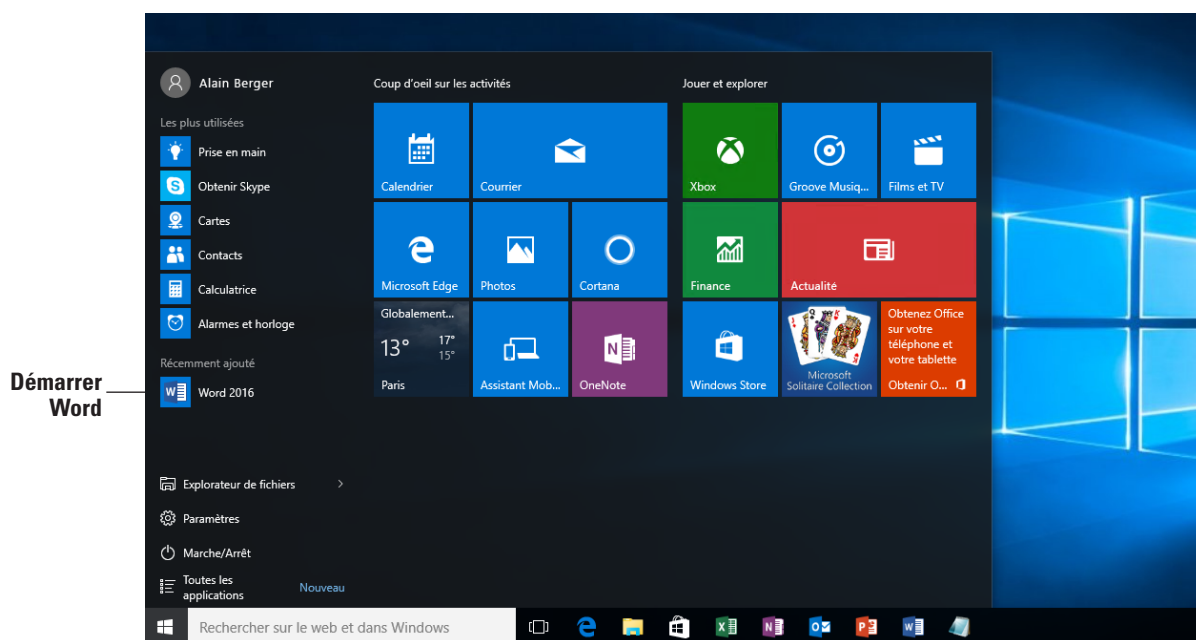 Alain Berger
Les plus utilisées
Prise en main
Obtenir Skype
Cartes
Contacts
Calculatrice
Alarmes et horloge
Récemment ajouté
Démarrer
Word
Word 2016
Explorateur de fichiers
Paramètres
Marche/Arrêt
Toutes les
applications
Nouveau
Coup d'oeil sur les activités
Calendrier
Courrier
Microsoft Edge
Photos
Cortana
Globalement...
13° 17°
15°
Paris
Assistant Mob...
OneNote
Jouer et explorer
Xbox
Groove Musiq...
Films et TV
Finance
Actualité
Windows Store
Microsoft
Solitaire Collection
Obtenez Office
sur votre
téléphone et
votre tablette
Obtenir O...
Rechercher sur le web et dans Windows